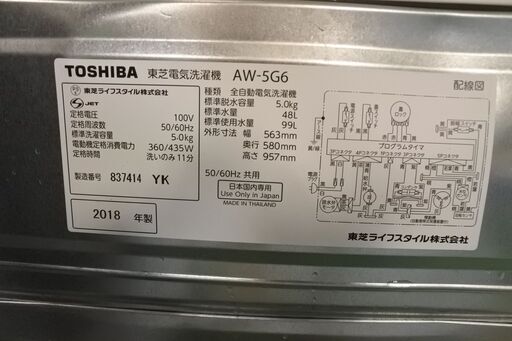 TOSHIBA 東芝電気洗濯機 AW-5G6
東芝ライフスタイル株式会社
JET
定格電圧 100V
定格周波数 50/60Hz
標準洗濯容量 5.0kg
電動機定格消費電力 360/435W
定格時間 洗いのみ 11分
製造番号 837414 YK
2018 年製
種類 全自動電気洗濯機
標準脱水容量 5.0kg
標準水量 48L
標準使用水量 99L
外形寸法 幅 563mm
奥行 580mm
高さ 957mm
50/60Hz 共用
日本国内専用
Use Only in Japan
MADE IN THAILAND
配線図
蓋
ロック
プログラムタイマ
東芝ライフスタイル株式会社